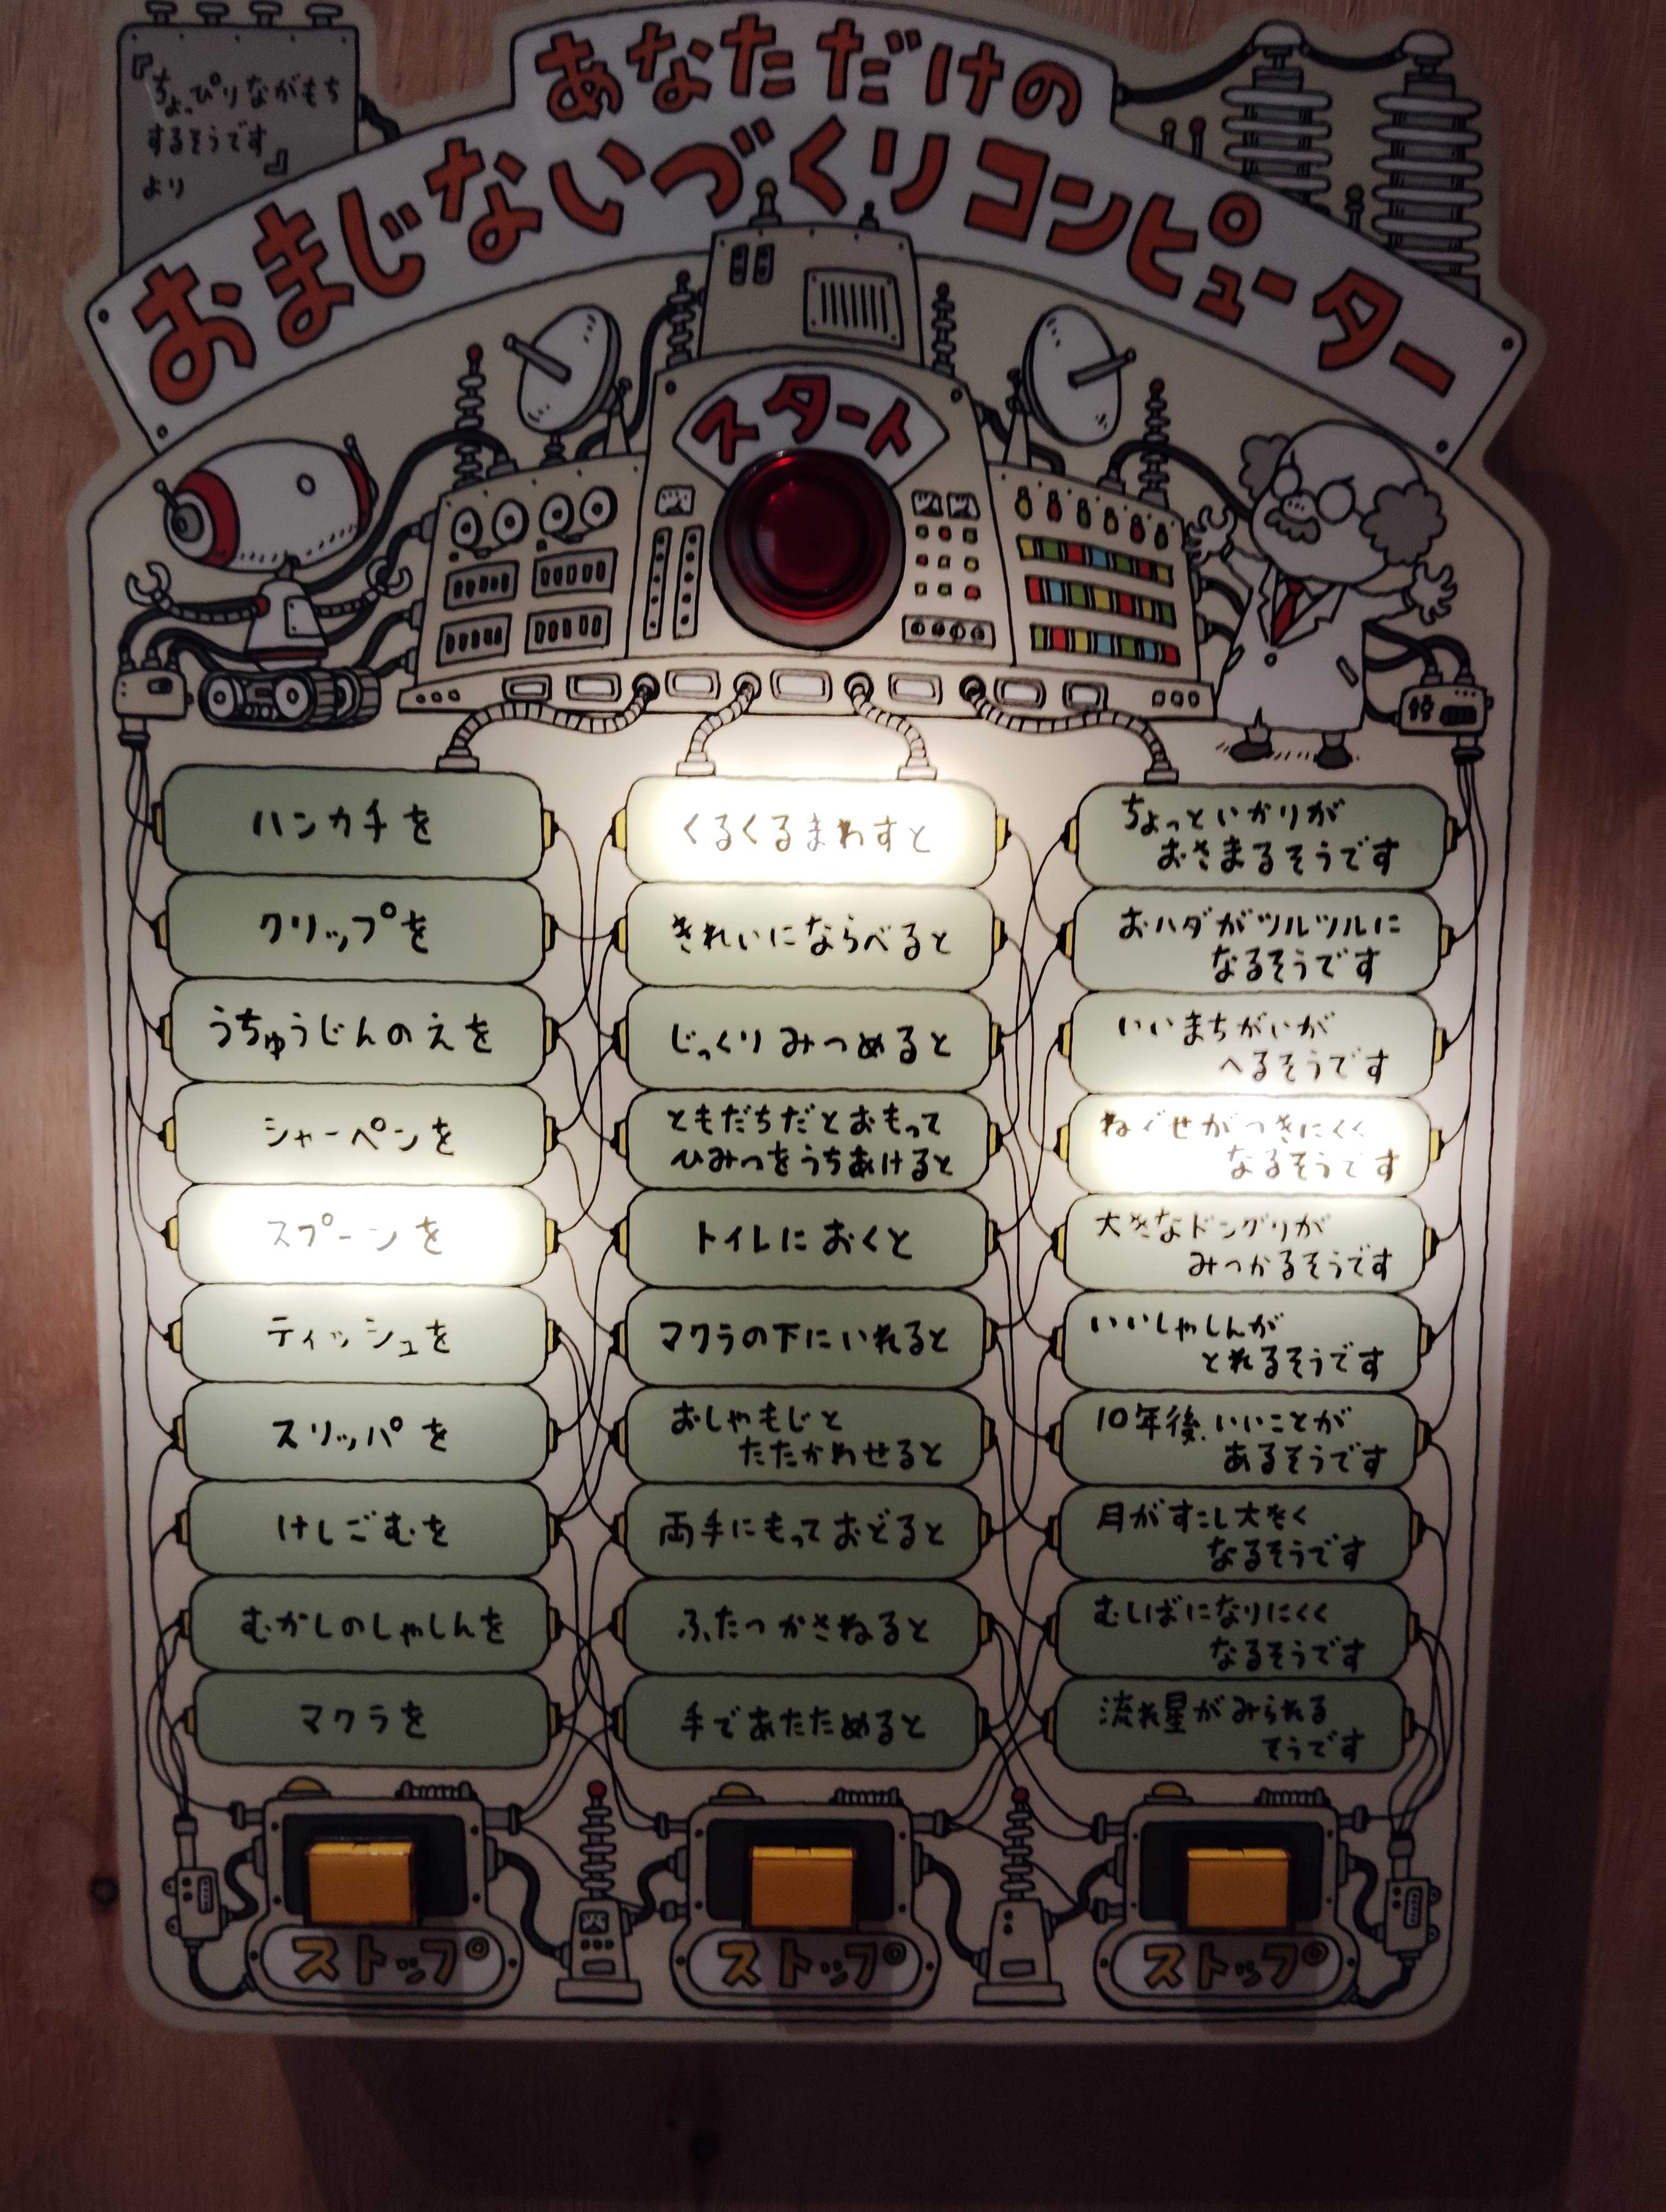 『ちょっぴりながもち
するそうです』
より
あなただけの
おまじないづくりコンピューター
スタート
ハンカチを
クリップを
うちゅうじんのえを
シャーペンを
スプーンを
ティッシュを
スリッパを
けしごむを
むかしのしゃしんを
マクラを
くるくるまわすと
きれいにならべると
じっくりみつめると
ともだちだとおもって
ひみつをうちあけると
トイレにおくと
マクラの下にいれると
おしゃもじと
たたかわせると
両手にもっておどると
ふたつかさねると
手であたためると
ちょっといかりが
おさまるそうです
おハダがツルツルに
なるそうです
いいまちがいが
へるそうです
ねぐせがつきにくく
なるそうです
大きなドングリが
みつかるそうです
いいしゃしんが
とれるそうです
10年後、いいことが
あるそうです
月がすこし大きく
なるそうです
むしばになりにくく
なるそうです
流れ星がみられる
そうです
ストップ
ストップ
ストップ